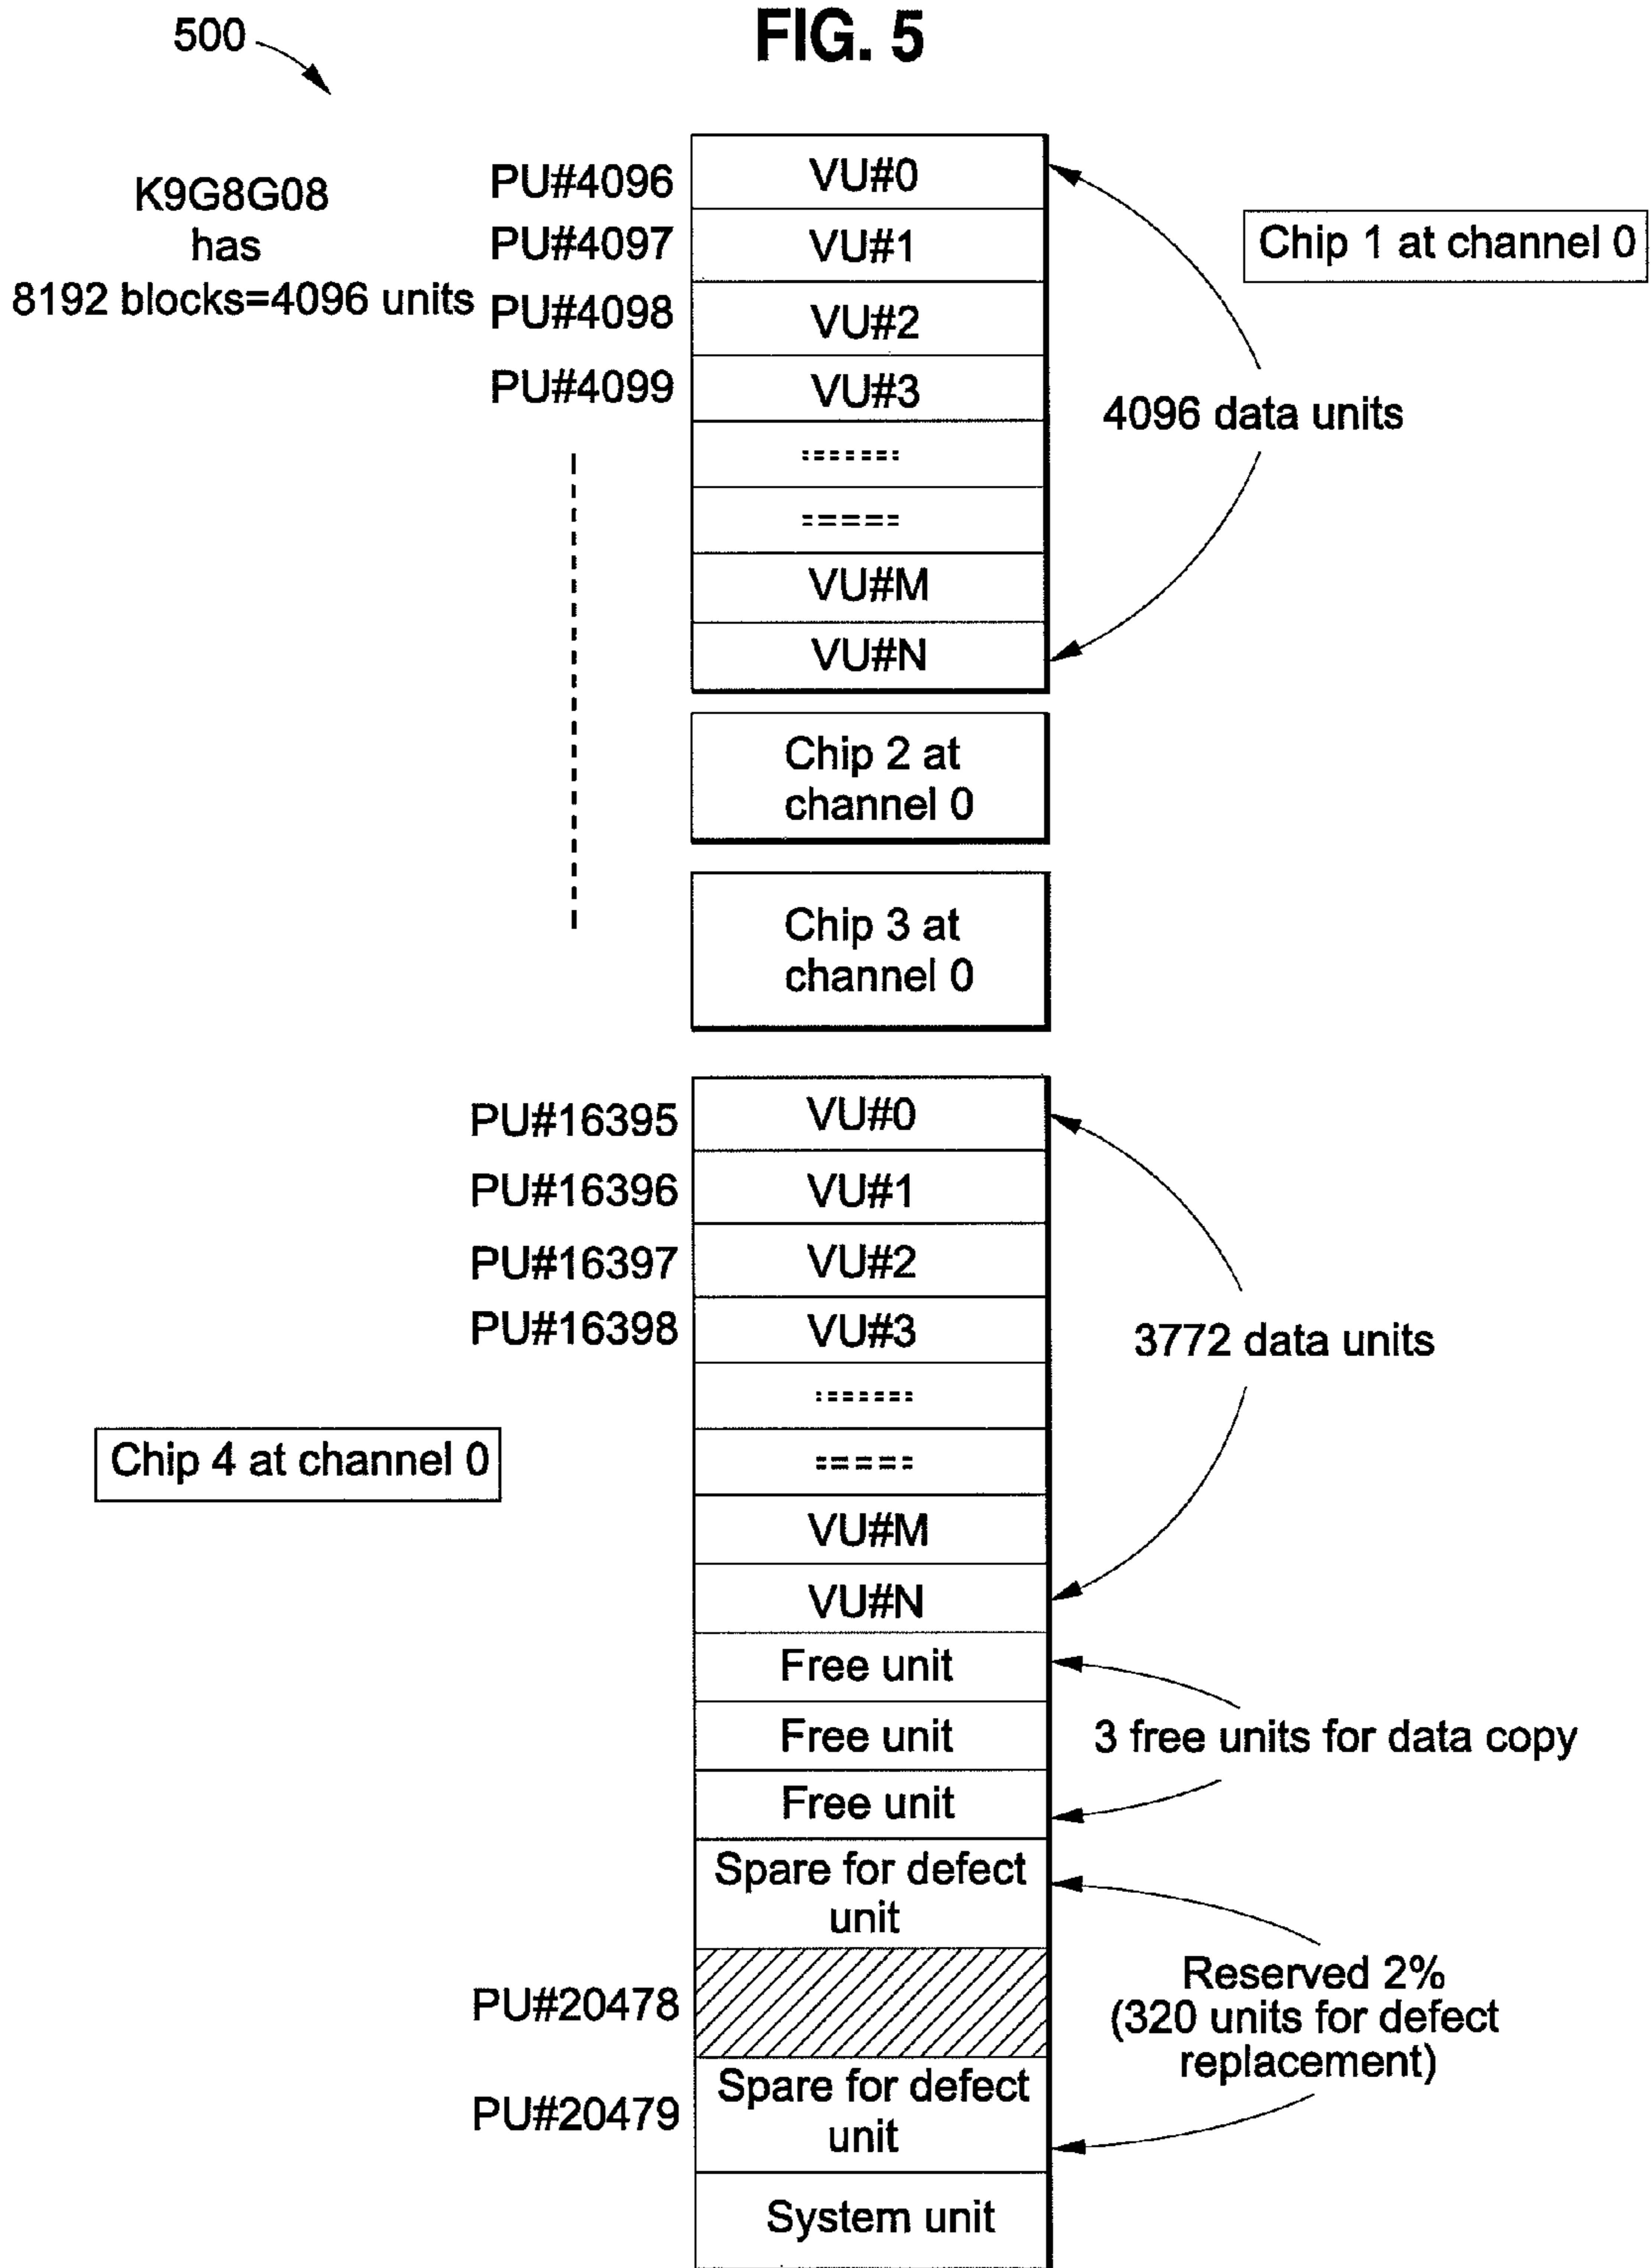 FIG. 5
500
K9G8G08
has
8192 blocks=4096 units
PU#4096
VU#0
PU#4097
VU#1
PU#4098
VU#2
PU#4099
VU#3
VU#M
VU#N
Chip 1 at channel 0
4096 data units
Chip 2 at
channel 0
Chip 3 at
channel 0
PU#16395
VU#0
PU#16396
VU#1
PU#16397
VU#2
PU#16398
VU#3
3772 data units
Chip 4 at channel 0
VU#M
VU#N
Free unit
Free unit
Free unit
3 free units for data copy
Spare for defect
unit
PU#20478
Reserved 2%
(320 units for defect
replacement)
PU#20479
Spare for defect
unit
System unit